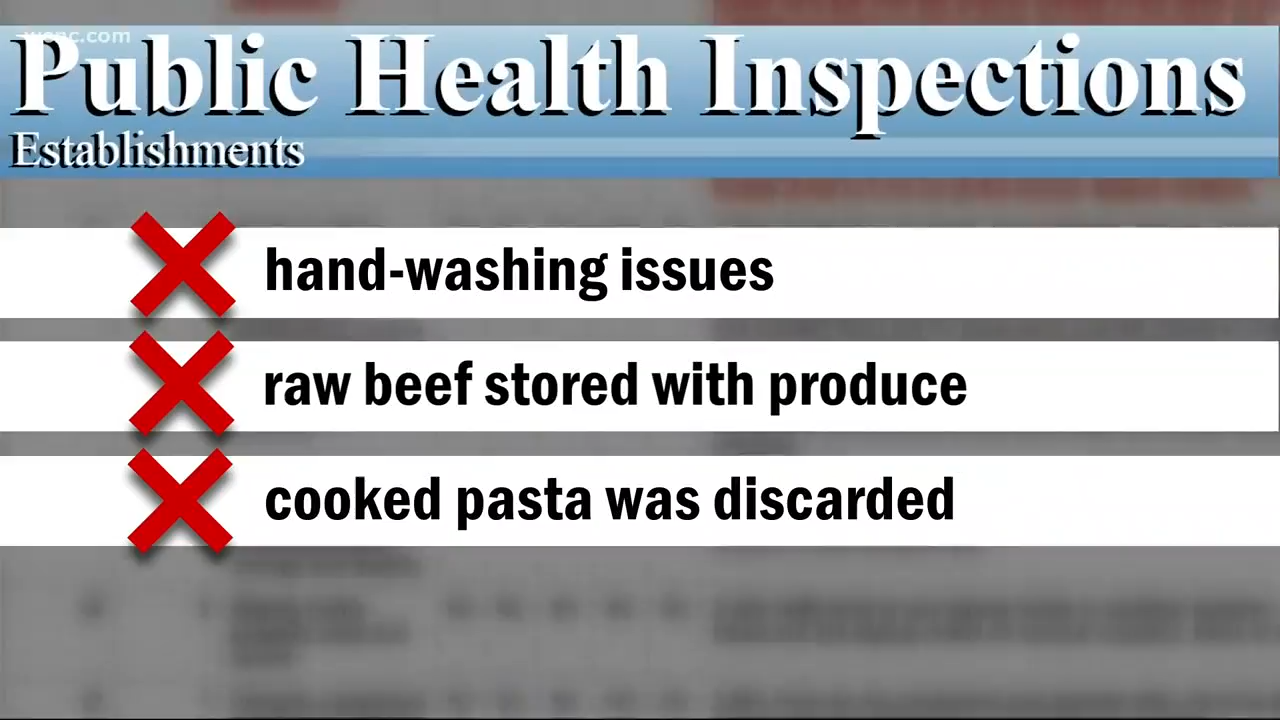 wcnc.com
Public Health Inspections
Establishments
hand-washing issues
raw beef stored with produce
cooked pasta was discarded